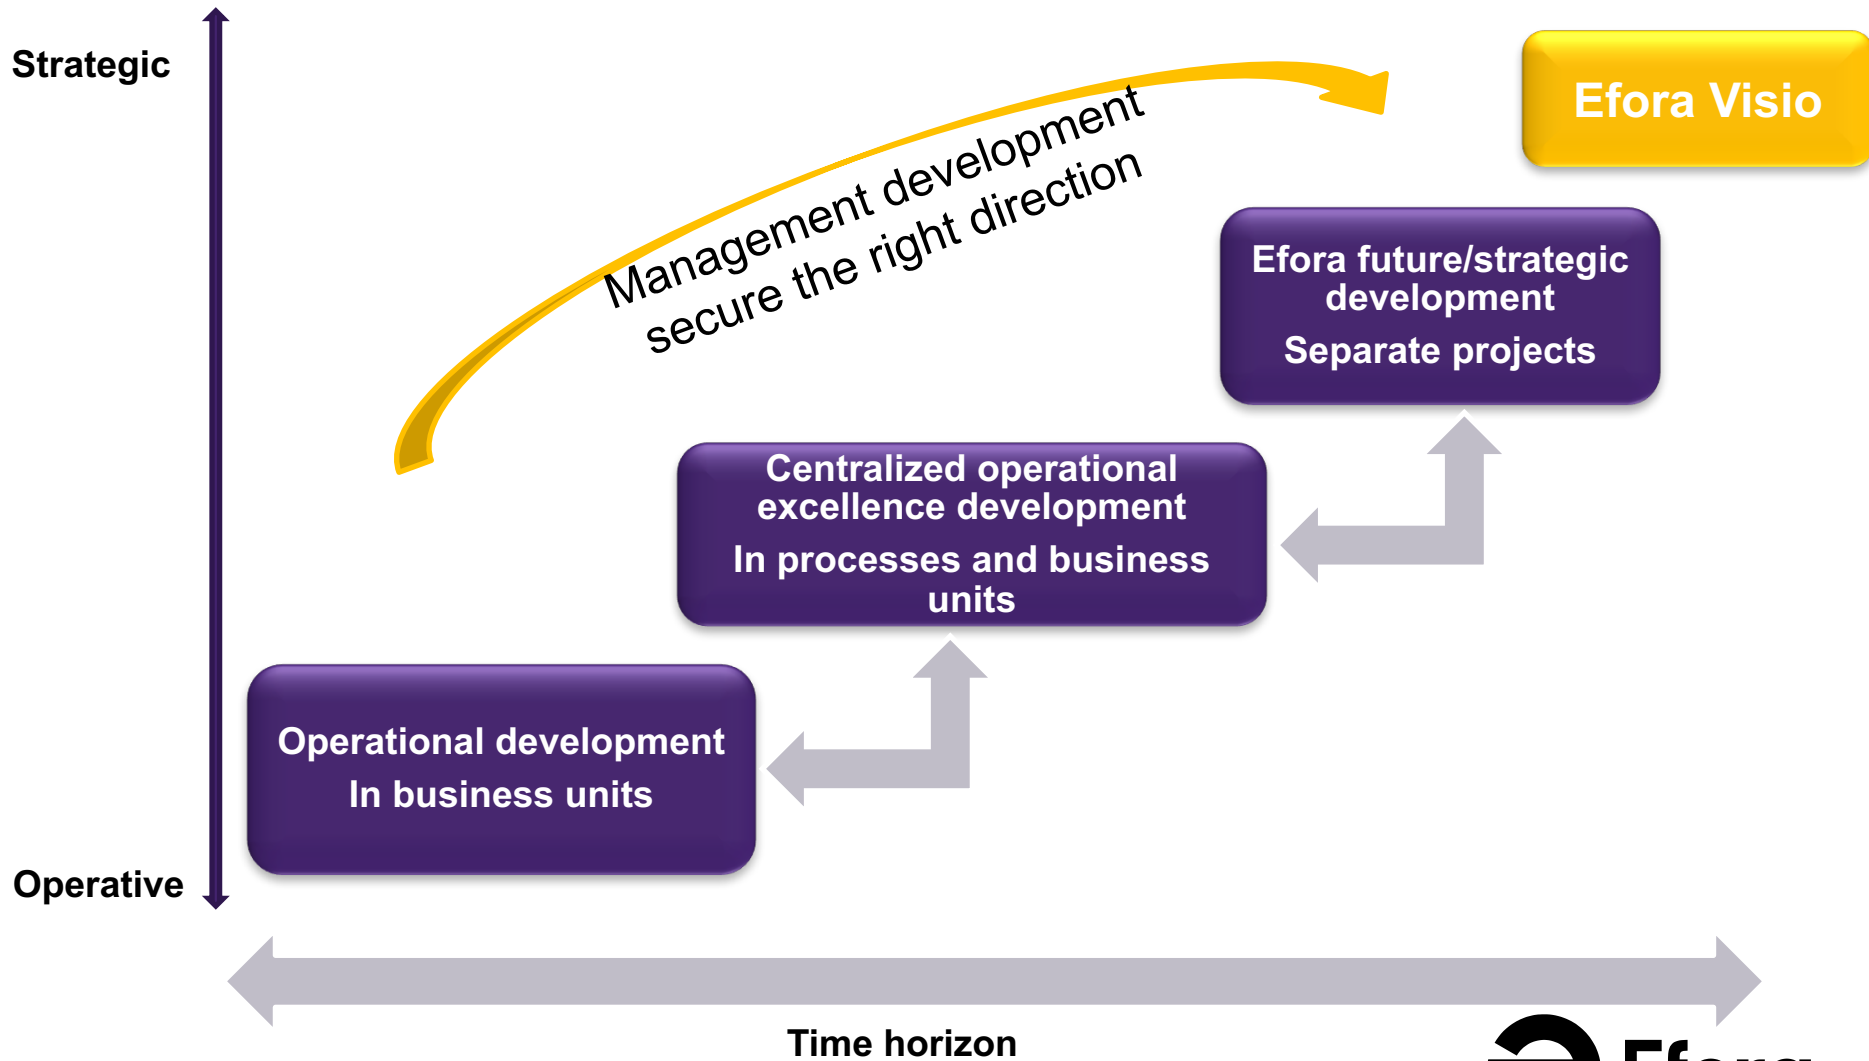 Strategic
Efora Visio
Management development
secure the right direction
Efora future/strategic
development
Separate projects
Centralized operational
excellence development
In processes and business
units
Operational development
In business units
Operative
Time horizon
Efora